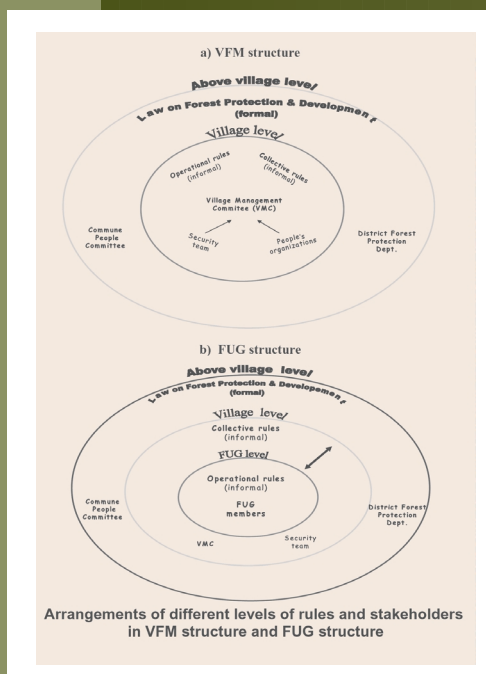 a) VFM structure
Above village level
Law on Forest Protection & Development
(formal)
Village level
Operational rules
(informal)
Collective rules
(informal)
Village Management
Commitee (VMC)
Security
team
People's
organizations
Commune
People
Committee
District Forest
Protection
Dept.
b) FUG structure
Above village level
Law on Forest Protection & Developement
(formal)
Village level
Collective rules
(informal)
FUG level
Operational rules
(informal)
FUG
members
Commune
People
Committee
District Forest
Protection
Dept.
VMC
Security
team
Arrangements of different levels of rules and stakeholders
in VFM structure and FUG structure